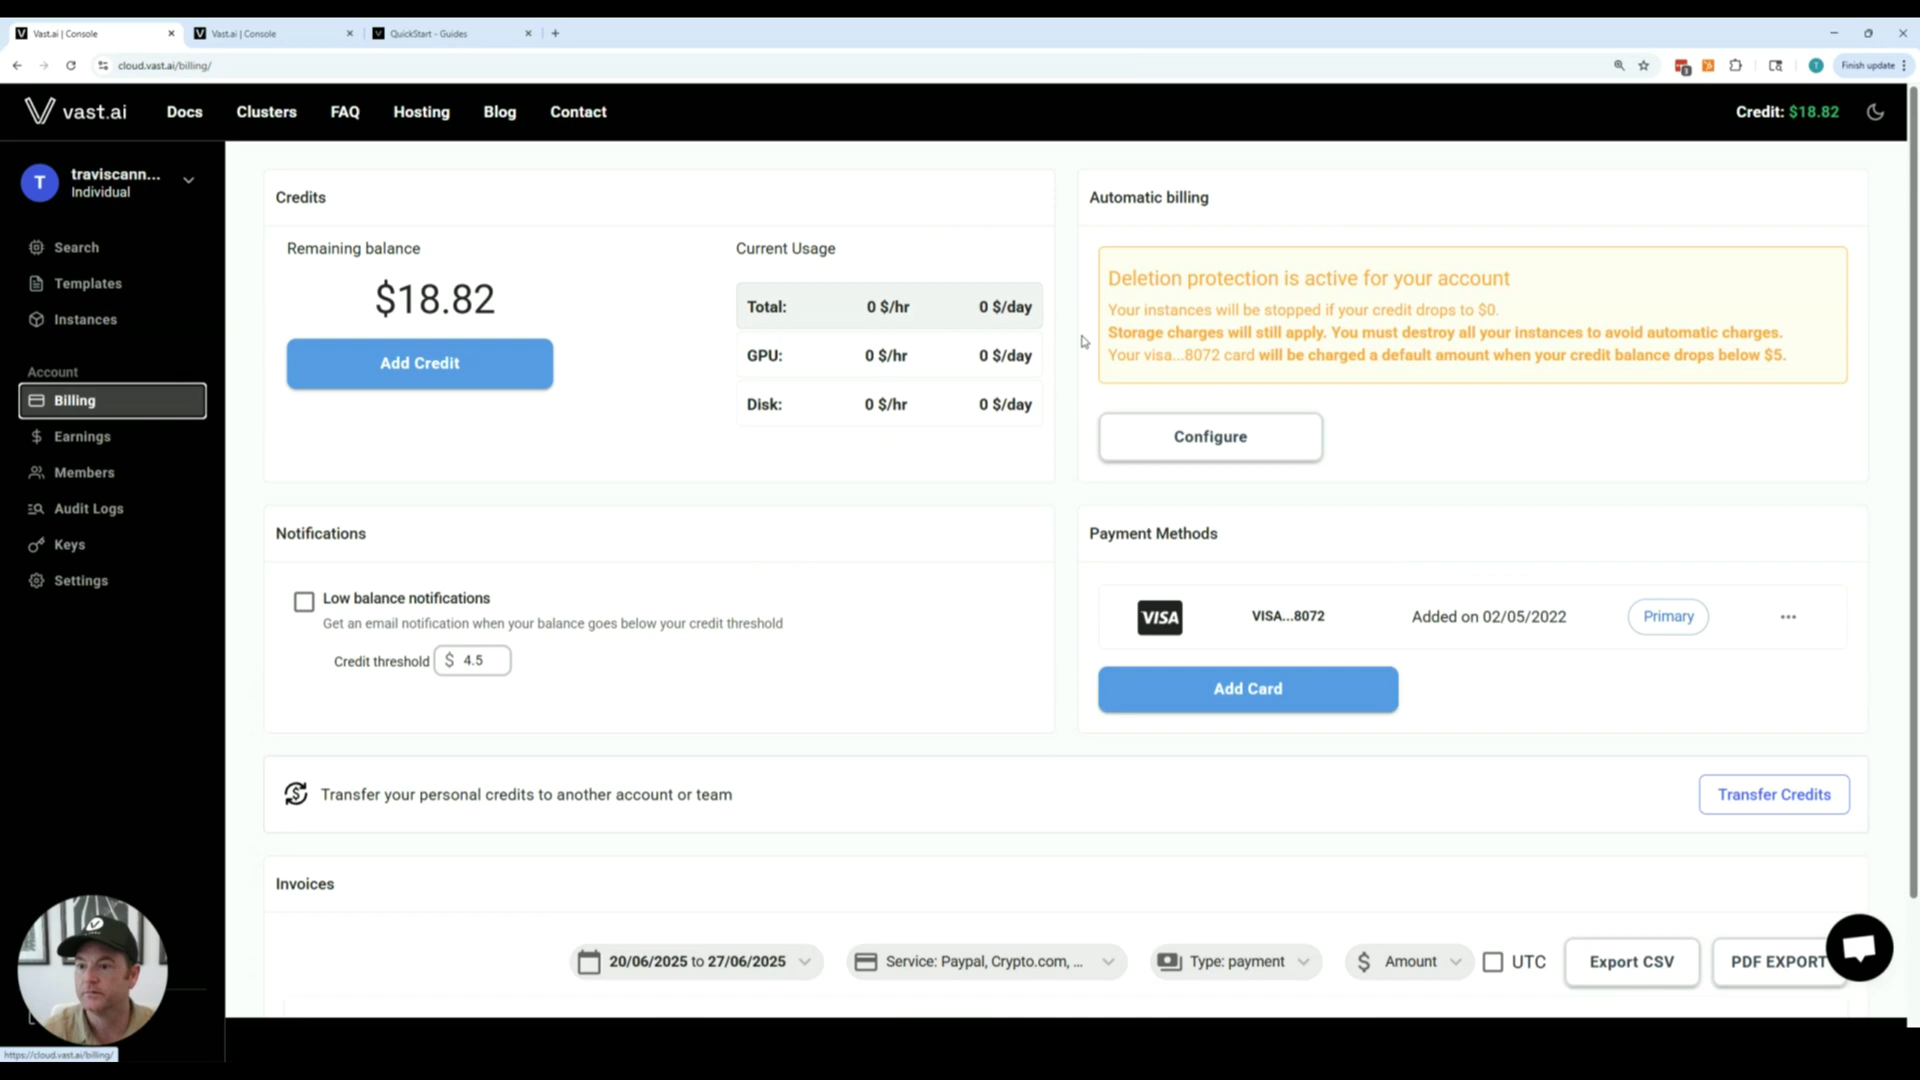 Vast.ai | Console
Vast.ai | Console
QuickStart - Guides
cloud.vast.ai/billing/
Finish update
vast.ai
Docs
Clusters
FAQ
Hosting
Blog
Contact
Credit: $18.82
T
traviscann...
Individual
Search
Templates
Instances
Account
Billing
Earnings
Members
Audit Logs
Keys
Settings
Credits
Remaining balance
$18.82
Add Credit
Current Usage
Total: 0 $/hr 0 $/day
GPU: 0 $/hr 0 $/day
Disk: 0 $/hr 0 $/day
Automatic billing
Deletion protection is active for your account
Your instances will be stopped if your credit drops to $0.
Storage charges will still apply. You must destroy all your instances to avoid automatic charges.
Your visa...8072 card will be charged a default amount when your credit balance drops below $5.
Configure
Notifications
Low balance notifications
Get an email notification when your balance goes below your credit threshold
Credit threshold $ 4.5
Payment Methods
VISA VISA...8072 Added on 02/05/2022 Primary ...
Add Card
Transfer your personal credits to another account or team
Transfer Credits
Invoices
20/06/2025 to 27/06/2025
Service: Paypal, Crypto.com, ...
Type: payment
$ Amount
UTC
Export CSV
PDF EXPORT
https://cloud.vast.ai/billing/